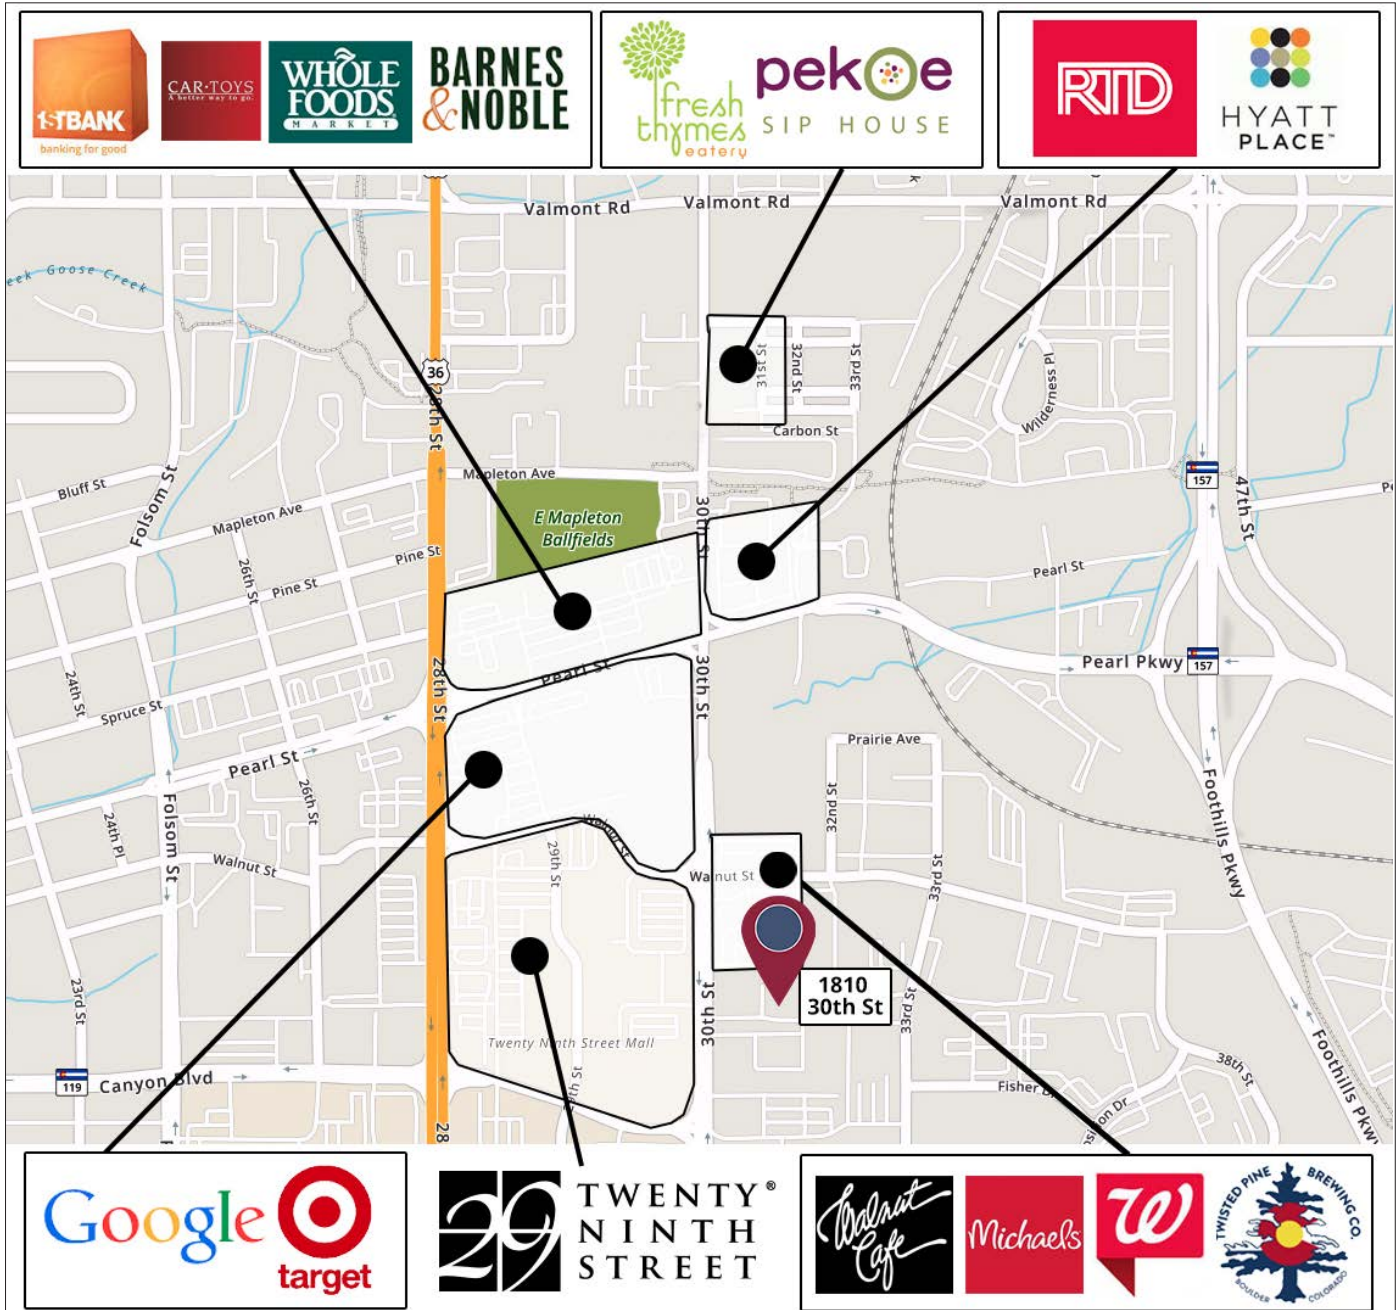 1STBANK
banking for good
CAR·TOYS
A better way to go.
WHOLE
FOODS
MARKET
BARNES
&NOBLE
fresh
thymes
eatery
pekoe
SIP HOUSE
RTD
HYATT
PLACE™
Valmont Rd
Valmont Rd
Valmont Rd
Goose Creek
36
28th St
31st St
32nd St
33rd St
Wilderness Pl
Carbon St
Mapleton Ave
Bluff St
Folsom St
Mapleton Ave
E Mapleton
Ballfields
30th St
157
47th St
Pine St
26th St
Pine St
Pearl St
28th St
Pearl St
30th St
Pearl Pkwy
157
24th St
Spruce St
Prairie Ave
Pearl St
26th St
Folsom St
24th Pl
Walnut St
Walnut St
29th St
Walnut St
32nd St
33rd St
Foothills Pkwy
1810
30th St
23rd St
30th St
33rd St
Twenty Ninth Street Mall
119
Canyon Blvd
29th St
Fisher Dr
38th St
Foothills Pkwy
28
Google
target
29
TWENTY®
NINTH
STREET
Walnut
Cafe
Michaels
W
TWISTED PINE BREWING CO.
BOULDER COLORADO